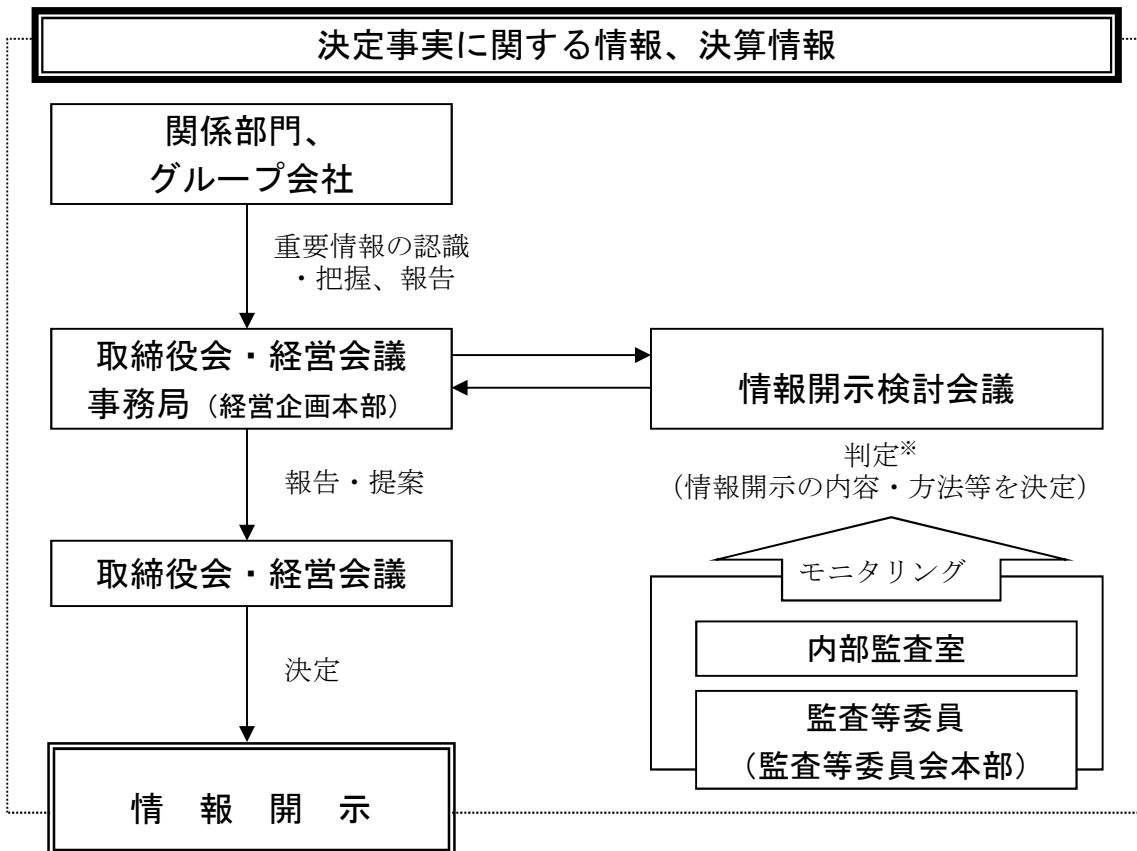 決定事実に関する情報、決算情報
関係部門、
グループ会社
重要情報の認識
・把握、報告
取締役会・経営会議
事務局（経営企画本部）
情報開示検討会議
判定※
（情報開示の内容・方法等を決定）
報告・提案
取締役会・経営会議
モニタリング
内部監査室
決定
監査等委員
（監査等委員会本部）
情 報 開 示